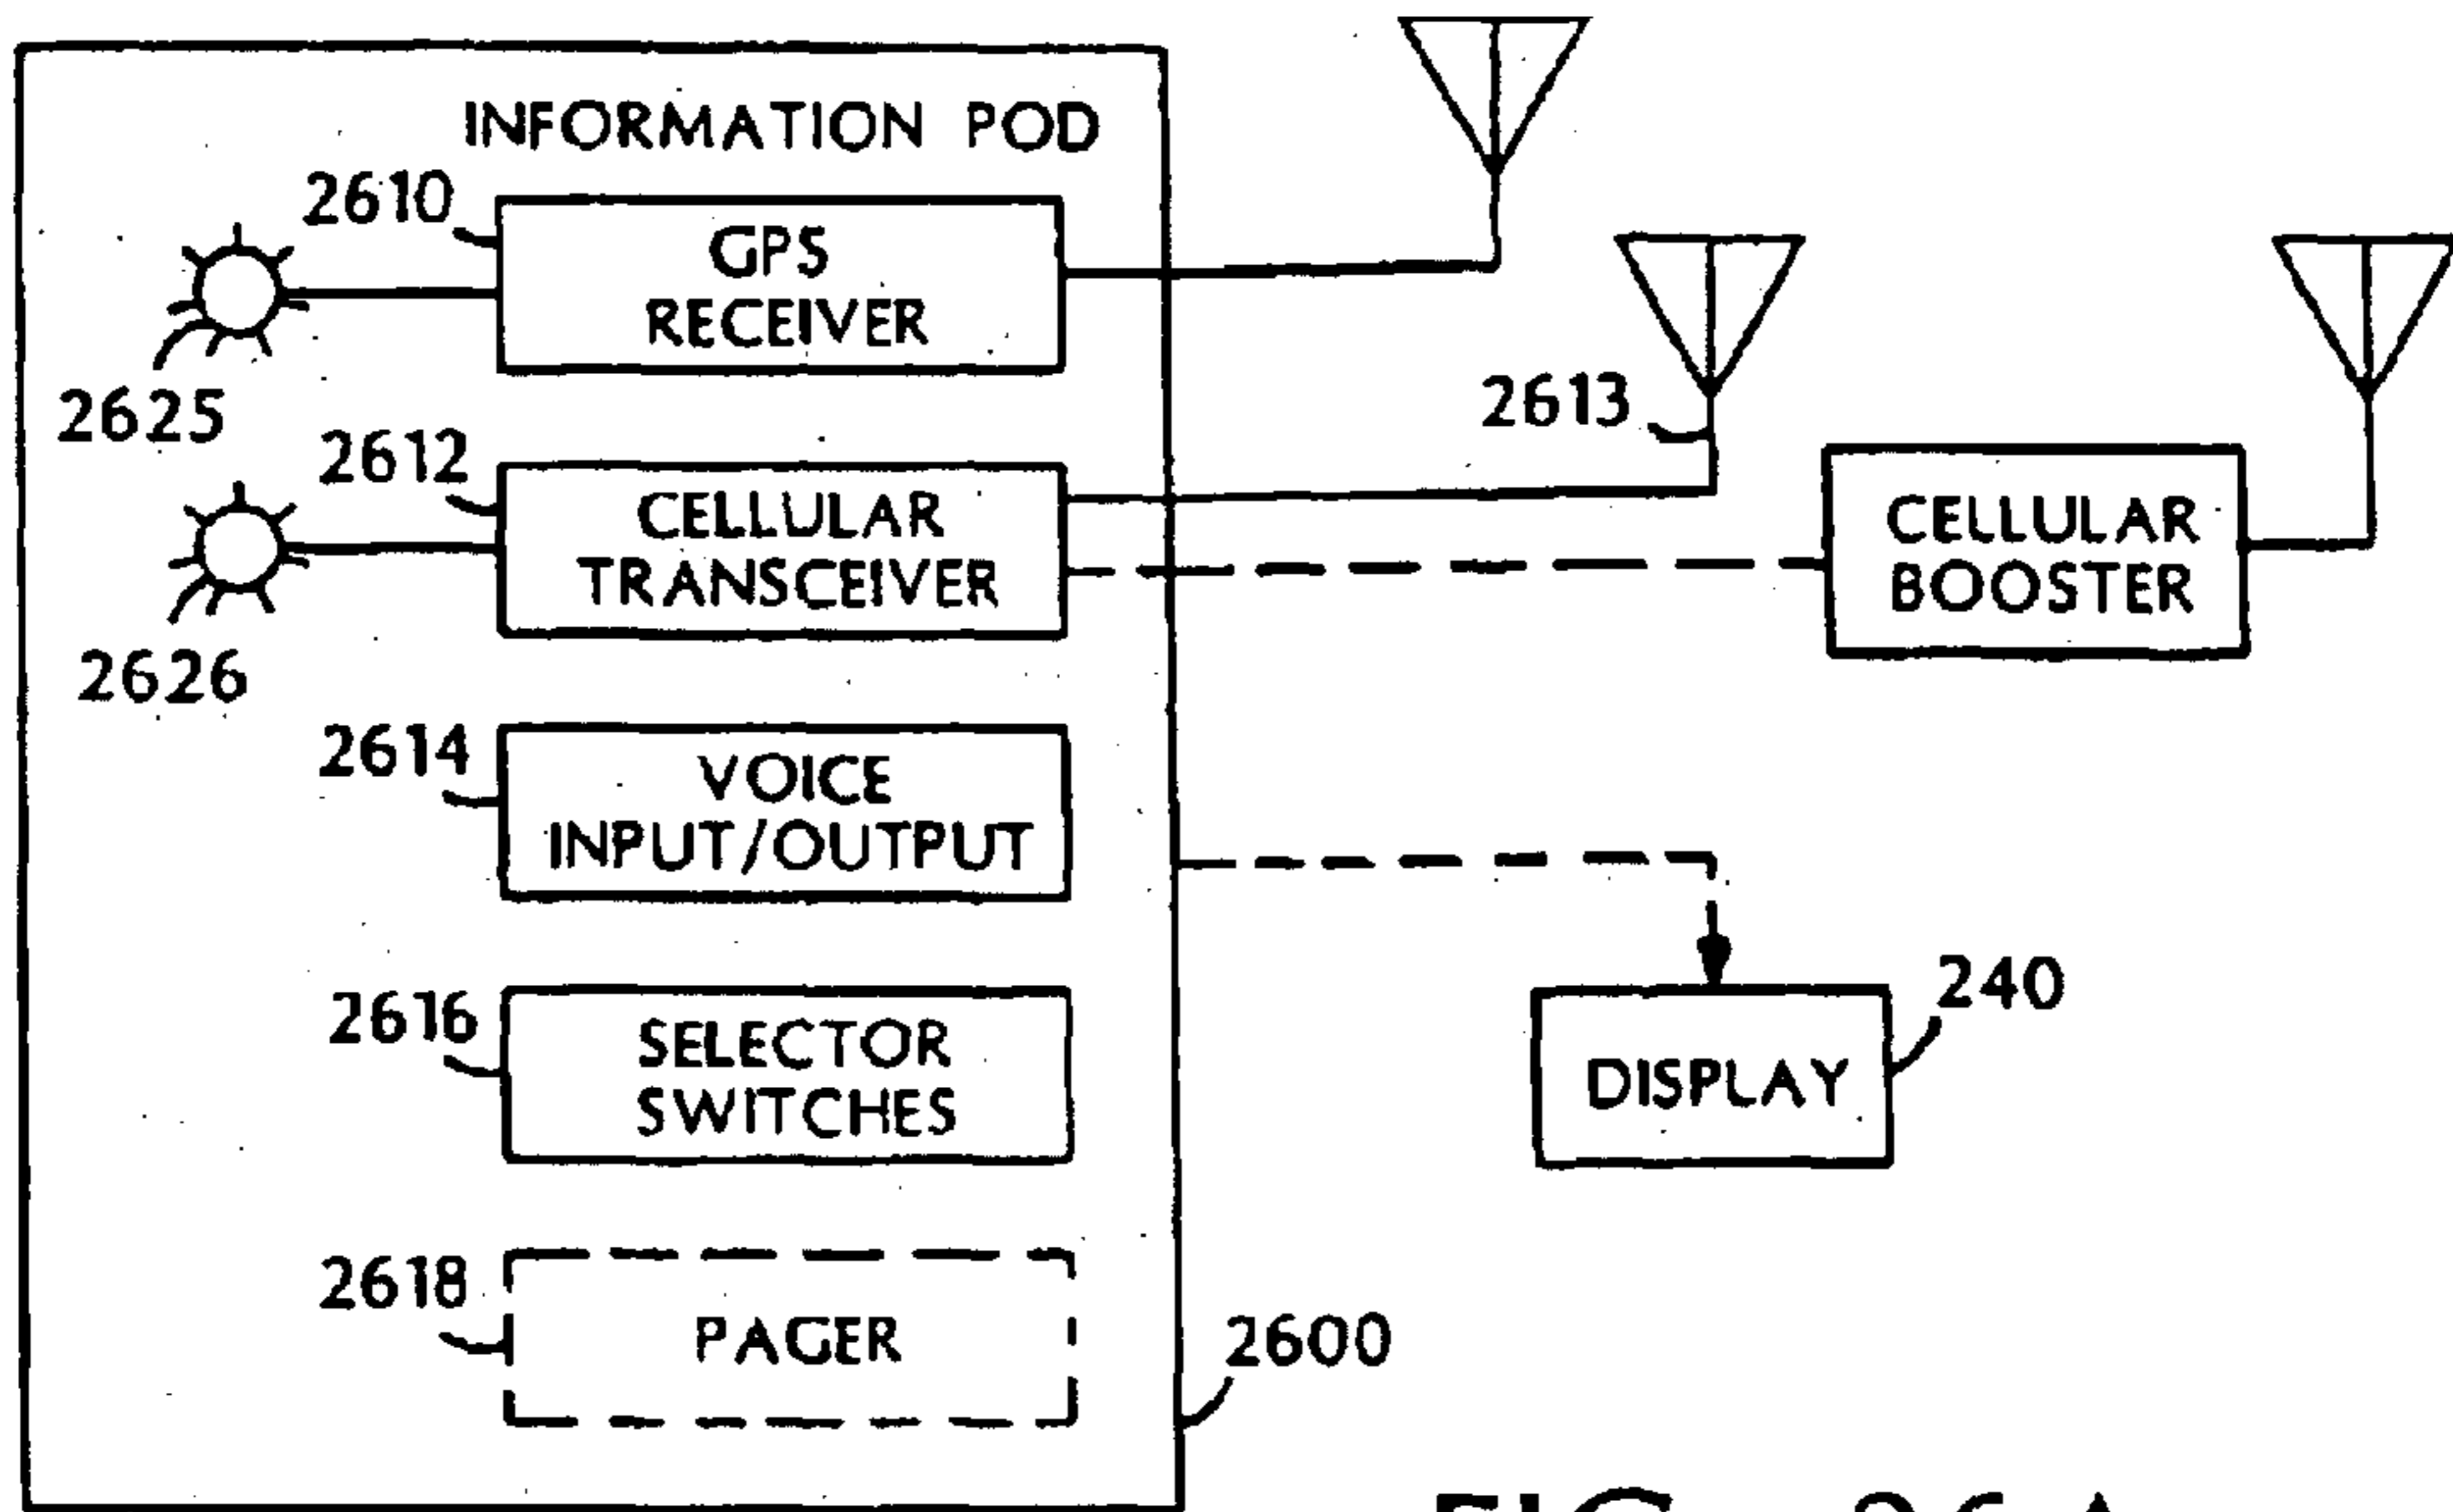 INFORMATION POD
2610
GPS
RECEIVER
2625
2613
2612
CELLULAR
TRANSCEIVER
CELLULAR
BOOSTER
2626
2614
VOICE
INPUT/OUTPUT
2616
SELECTOR
SWITCHES
240
DISPLAY
2618
PAGER
2600